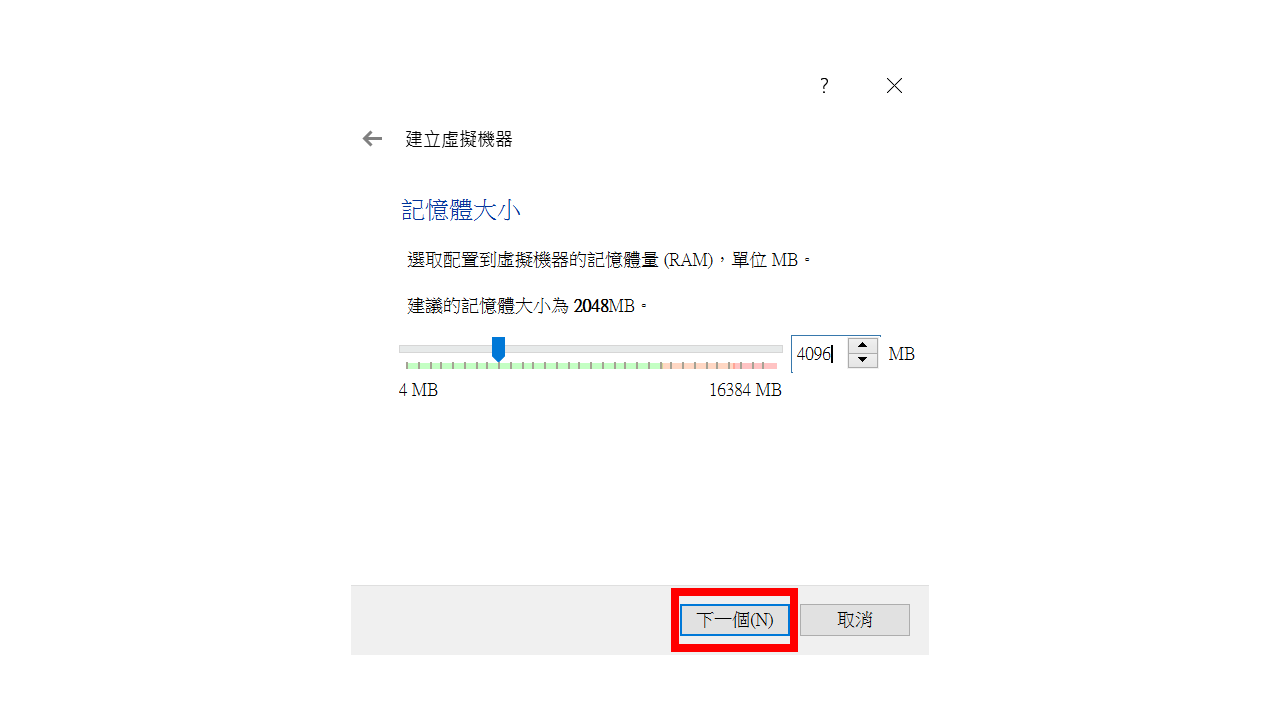 ?
建立虛擬機器
記憶體大小
選取配置到虛擬機器的記憶體量 (RAM)，單位 MB。
建議的記憶體大小為 2048MB。
4096 MB
4 MB 16384 MB
下一個(N) 取消